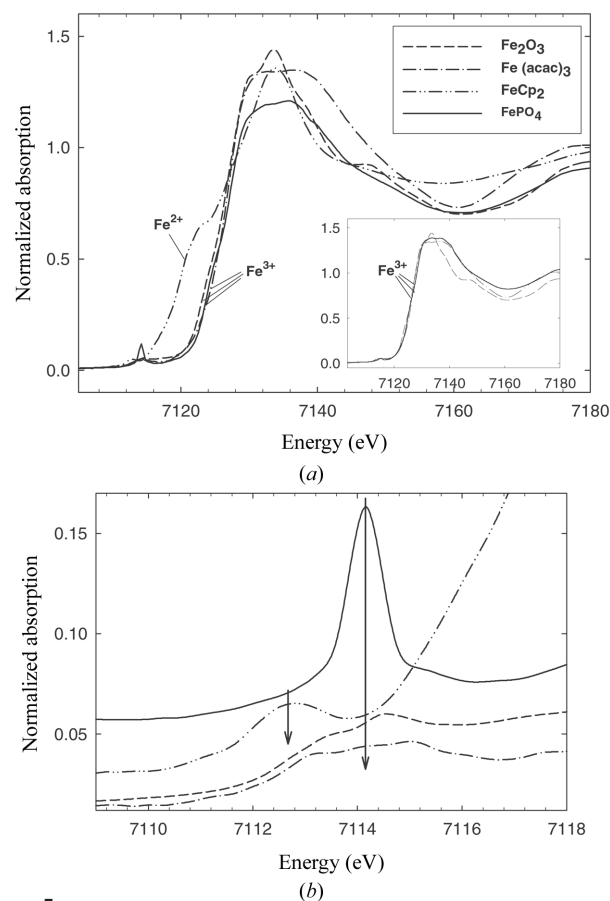 1.5
1.0
0.5
0.0
Normalized absorption
Fe₂O₃
Fe (acac)₃
FeCp₂
FePO₄
Fe²⁺
Fe³⁺
1.5
1.0
0.5
0.0
Fe³⁺
7120 7140 7160 7180
7120 7140 7160 7180
Energy (eV)
(a)
0.15
0.10
0.05
Normalized absorption
7110 7112 7114 7116 7118
Energy (eV)
(b)